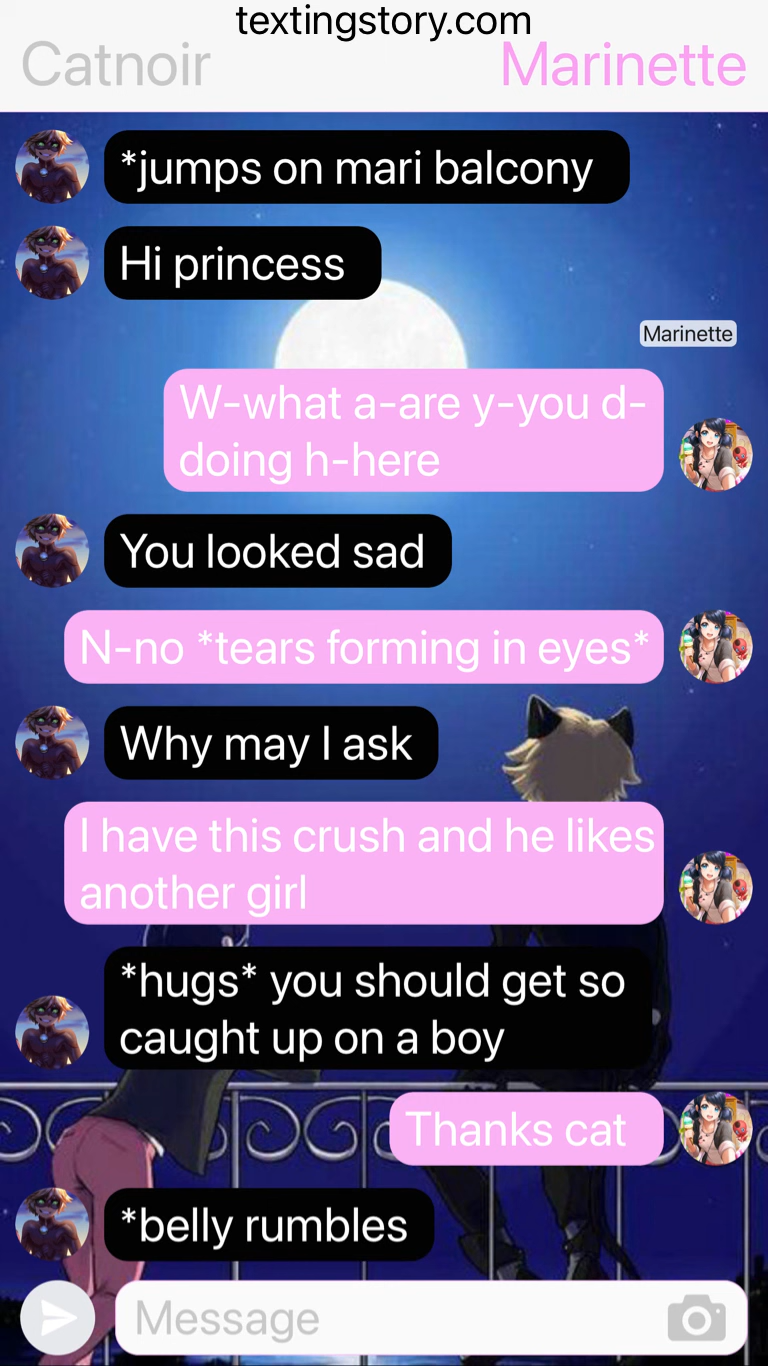 textingstory.com
Catnoir Marinette
*jumps on mari balcony
Hi princess
Marinette
W-what a-are y-you d-
doing h-here
You looked sad
N-no *tears forming in eyes*
Why may I ask
I have this crush and he likes
another girl
*hugs* you should get so
caught up on a boy
Thanks cat
*belly rumbles
Message